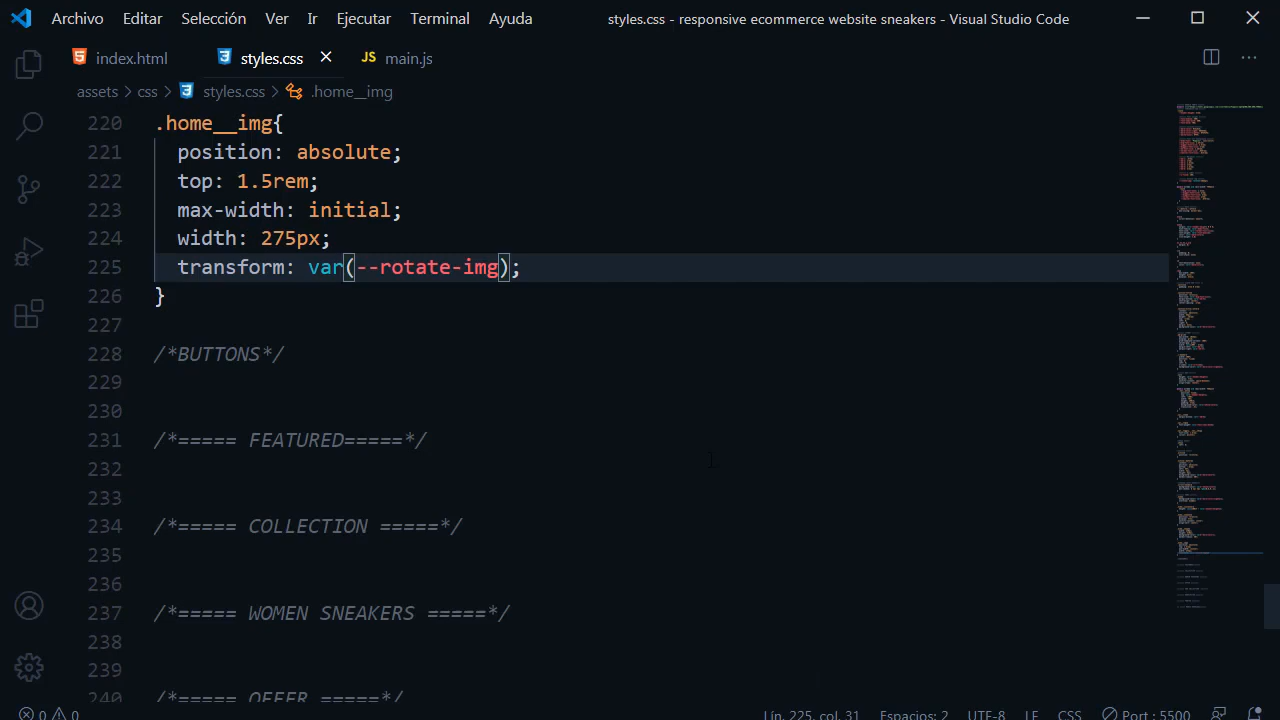 Archivo Editar Selección Ver Ir Ejecutar Terminal Ayuda styles.css - responsive ecommerce website sneakers - Visual Studio Code
index.html styles.css JS main.js
assets > css > styles.css > .home__img
220 .home__img{
221 position: absolute;
222 top: 1.5rem;
223 max-width: initial;
224 width: 275px;
225 transform: var(--rotate-img);
226 }
227
228 /*BUTTONS*/
229
230
231 /*===== FEATURED=====*/
232
233
234 /*===== COLLECTION =====*/
235
236
237 /*===== WOMEN SNEAKERS =====*/
238
239
240 /*===== OFFER =====*/
0 0 Lín. 225, col. 31 Espacios: 2 UTF-8 LF CSS Port : 5500